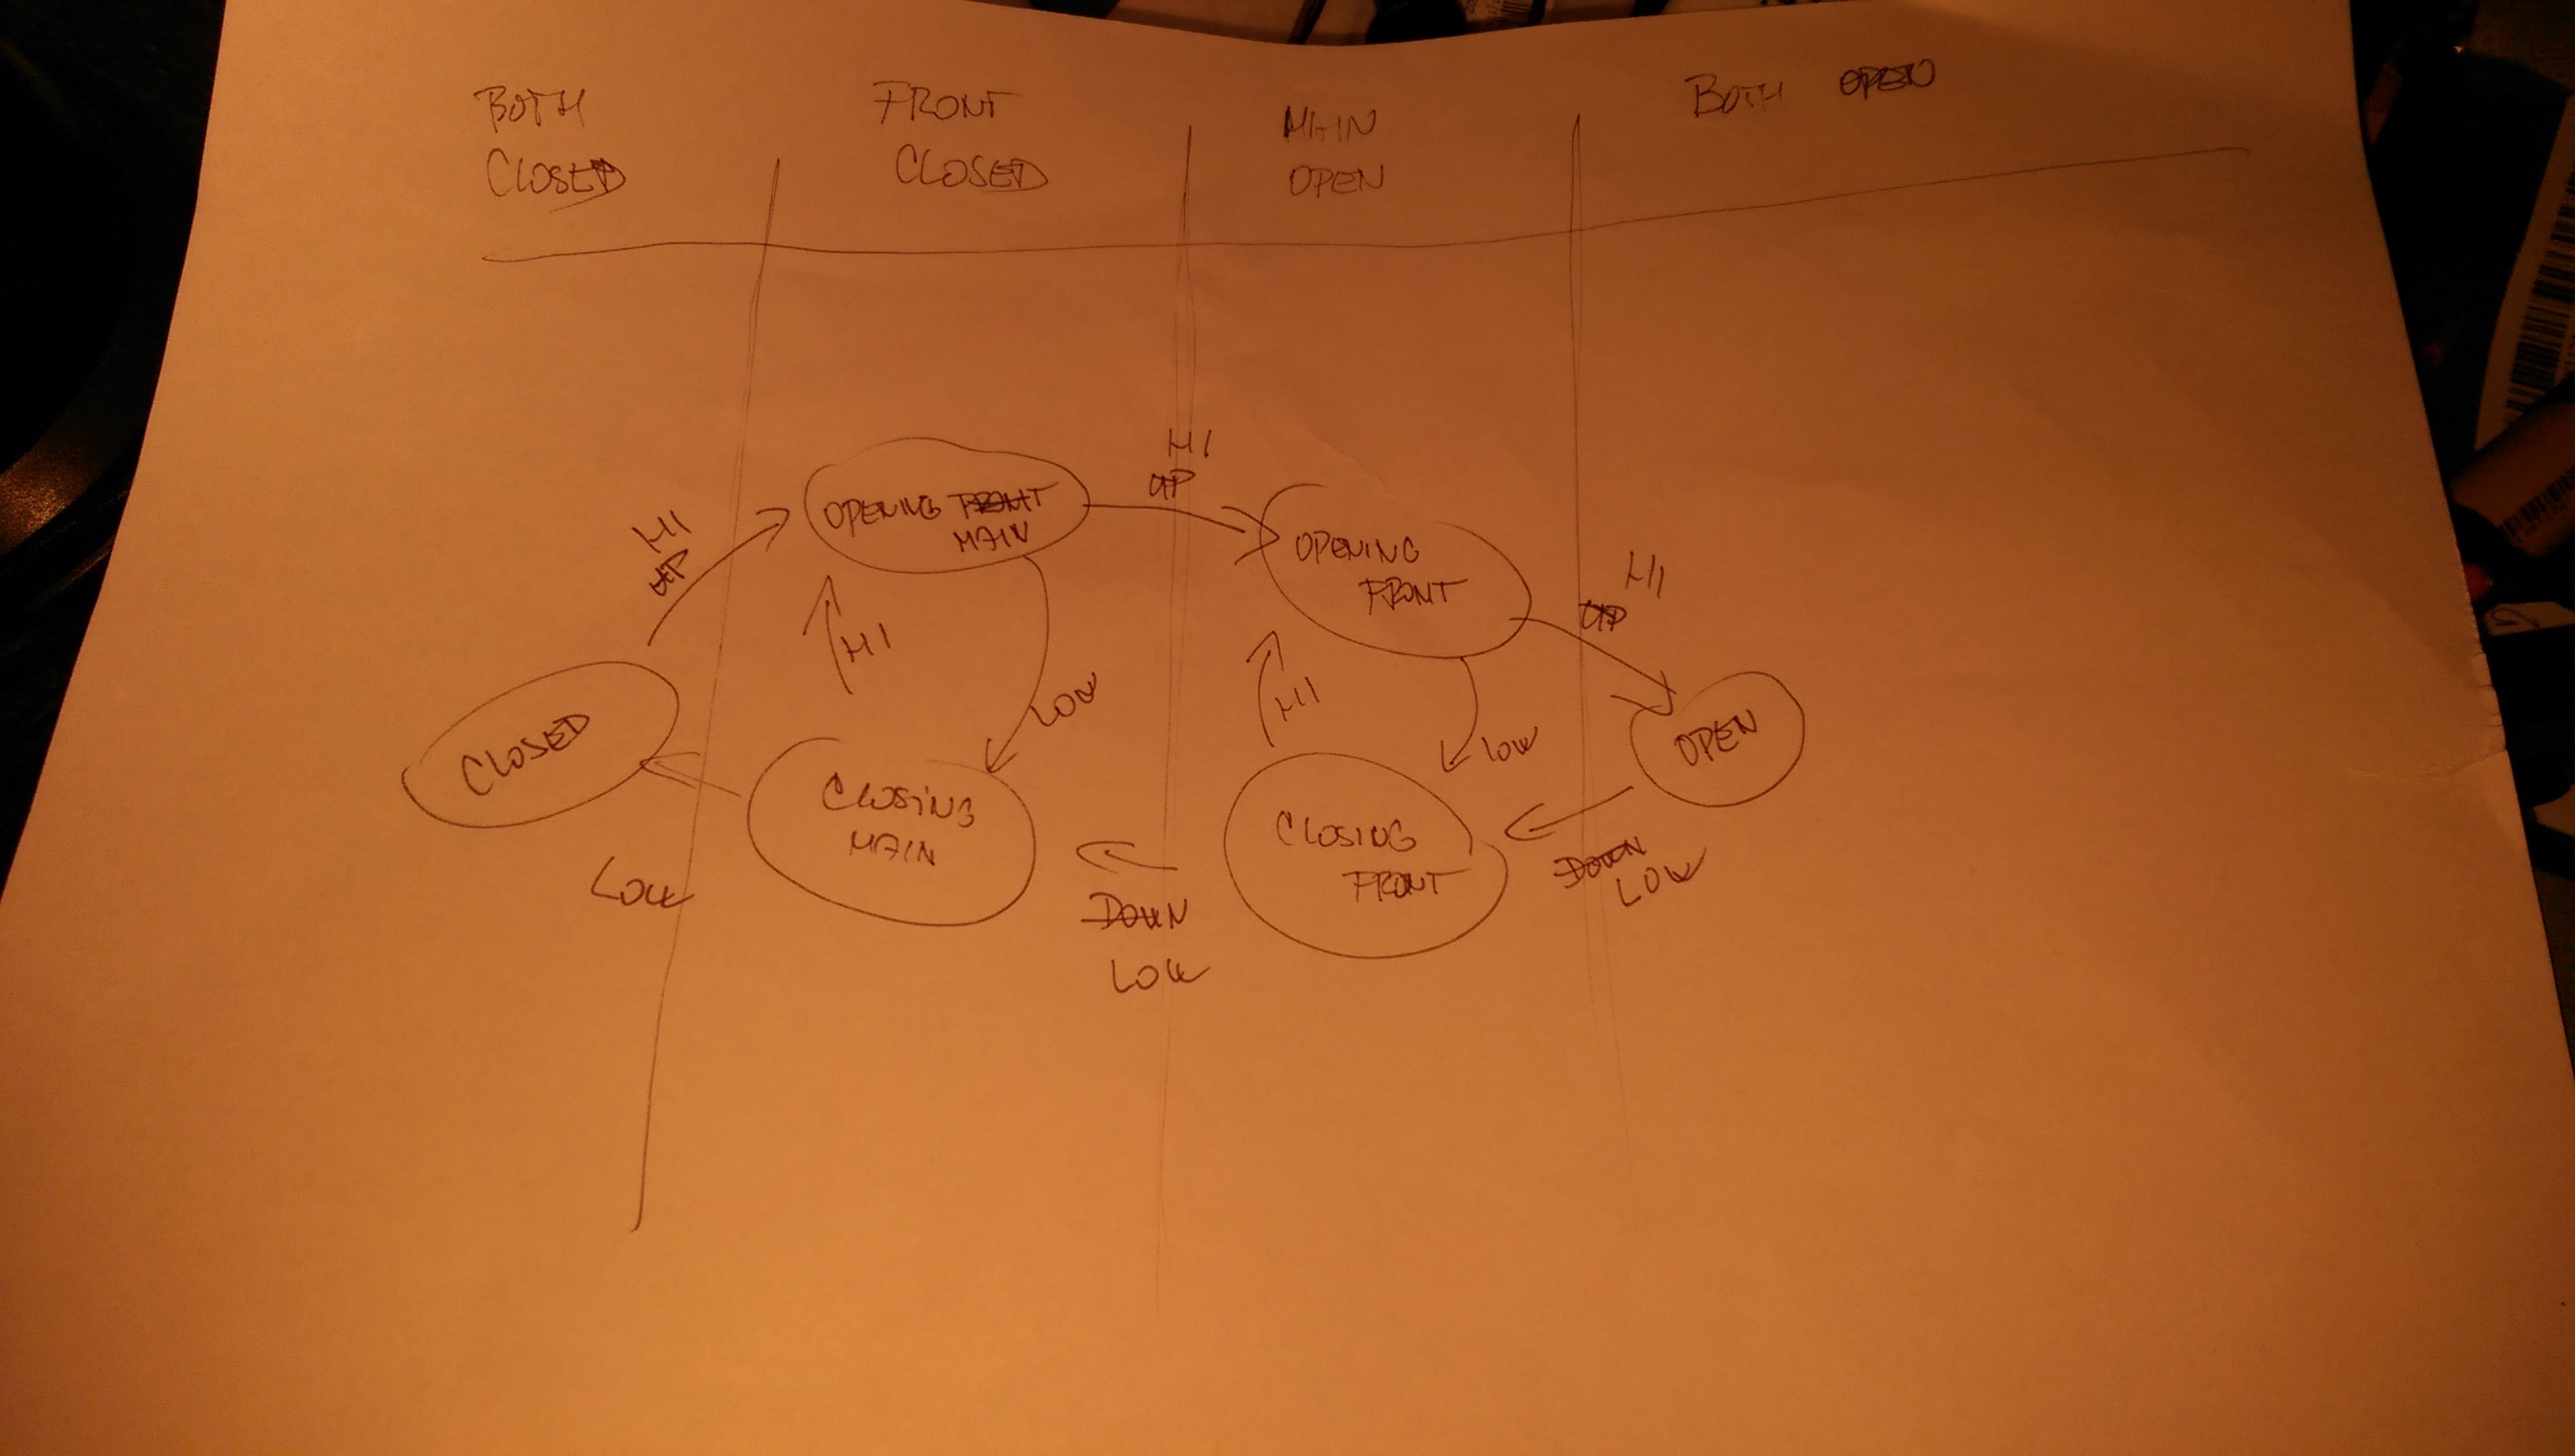 BOTH
CLOSED
FRONT
CLOSED
MAIN
OPEN
BOTH OPEN
HI
UP
OPENING FRONT
MAIN
HI
UP
OPENING
FRONT
HI
UP
HI
LOW
HI
LOW
CLOSED
OPEN
CLOSING
MAIN
CLOSING
FRONT
LOW
DOWN
LOW
DOWN
LOW